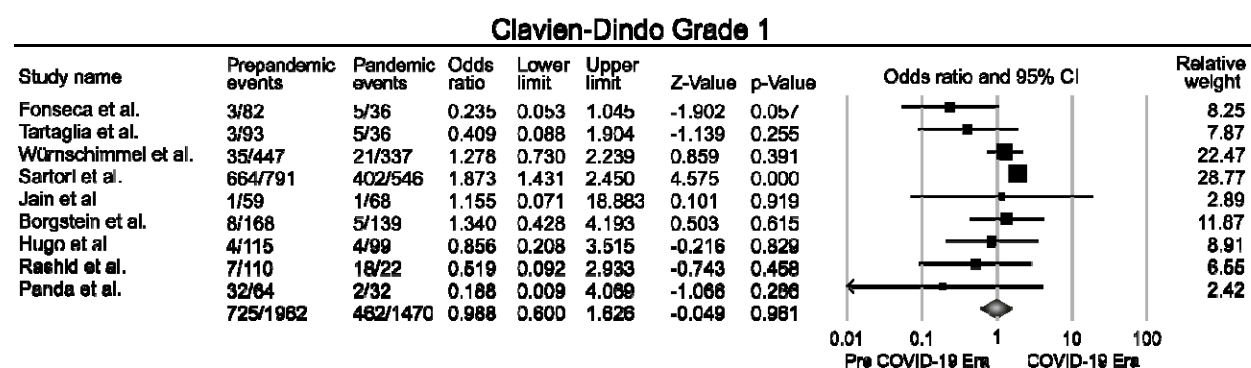 Clavien-Dindo Grade 1
Study name Prepandemic events Pandemic events Odds ratio Lower limit Upper limit Z-Value p-Value Odds ratio and 95% CI Relative weight
Fonseca et al. 3/82 5/36 0.235 0.053 1.045 -1.902 0.057 8.25
Tartaglia et al. 3/93 5/36 0.409 0.088 1.904 -1.139 0.255 7.87
Würnschimmel et al. 35/447 21/337 1.278 0.730 2.239 0.859 0.391 22.47
Sartori et al. 664/791 402/546 1.873 1.431 2.450 4.575 0.000 28.77
Jain et al 1/59 1/68 1.155 0.071 18.883 0.101 0.919 2.89
Borgstein et al. 8/168 5/139 1.340 0.428 4.193 0.503 0.615 11.87
Hugo et al 4/115 4/99 0.856 0.208 3.515 -0.216 0.829 8.91
Rashid et al. 7/110 18/22 0.519 0.092 2.933 -0.743 0.458 6.55
Panda et al. 32/64 2/32 0.188 0.009 4.069 -1.066 0.286 2.42
725/1962 462/1470 0.988 0.600 1.626 -0.049 0.961
0.01 0.1 1 10 100
Pre COVID-19 Era COVID-19 Era